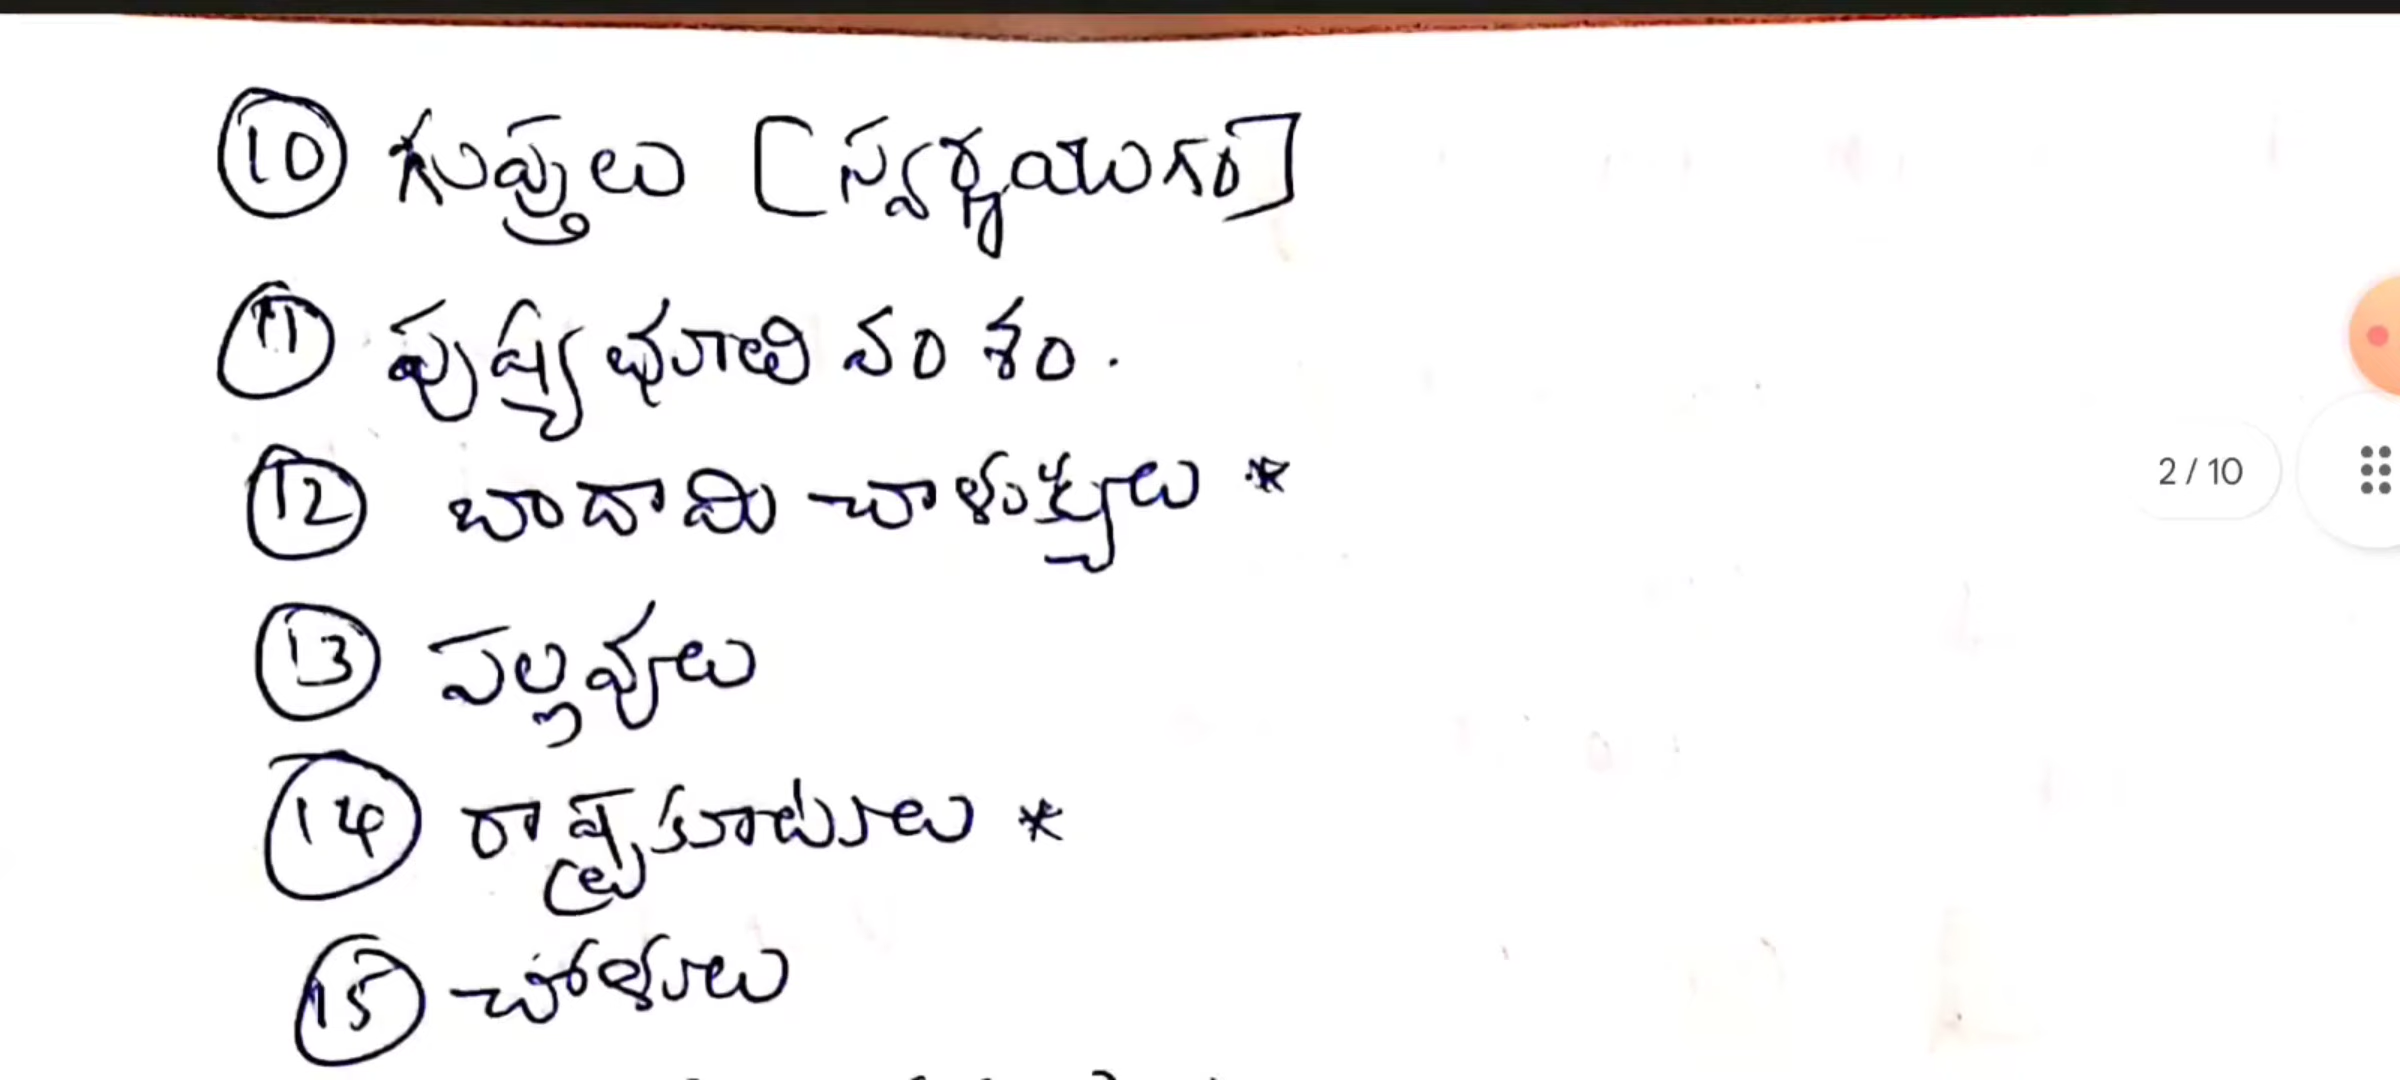 10 గుప్తులు [స్వర్ణయుగం]
11 పుష్యభూతి వంశం.
12 బాదామి చాళుక్యులు *
2 / 10
13 పల్లవులు
14 రాష్ట్రకూటులు *
15 చోళులు